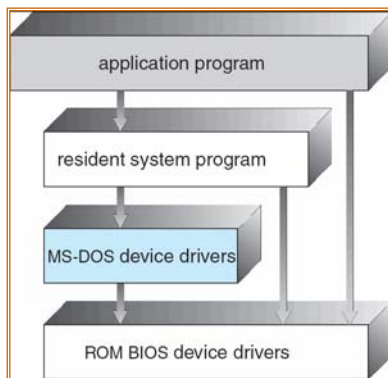 application program
resident system program
MS-DOS device drivers
ROM BIOS device drivers